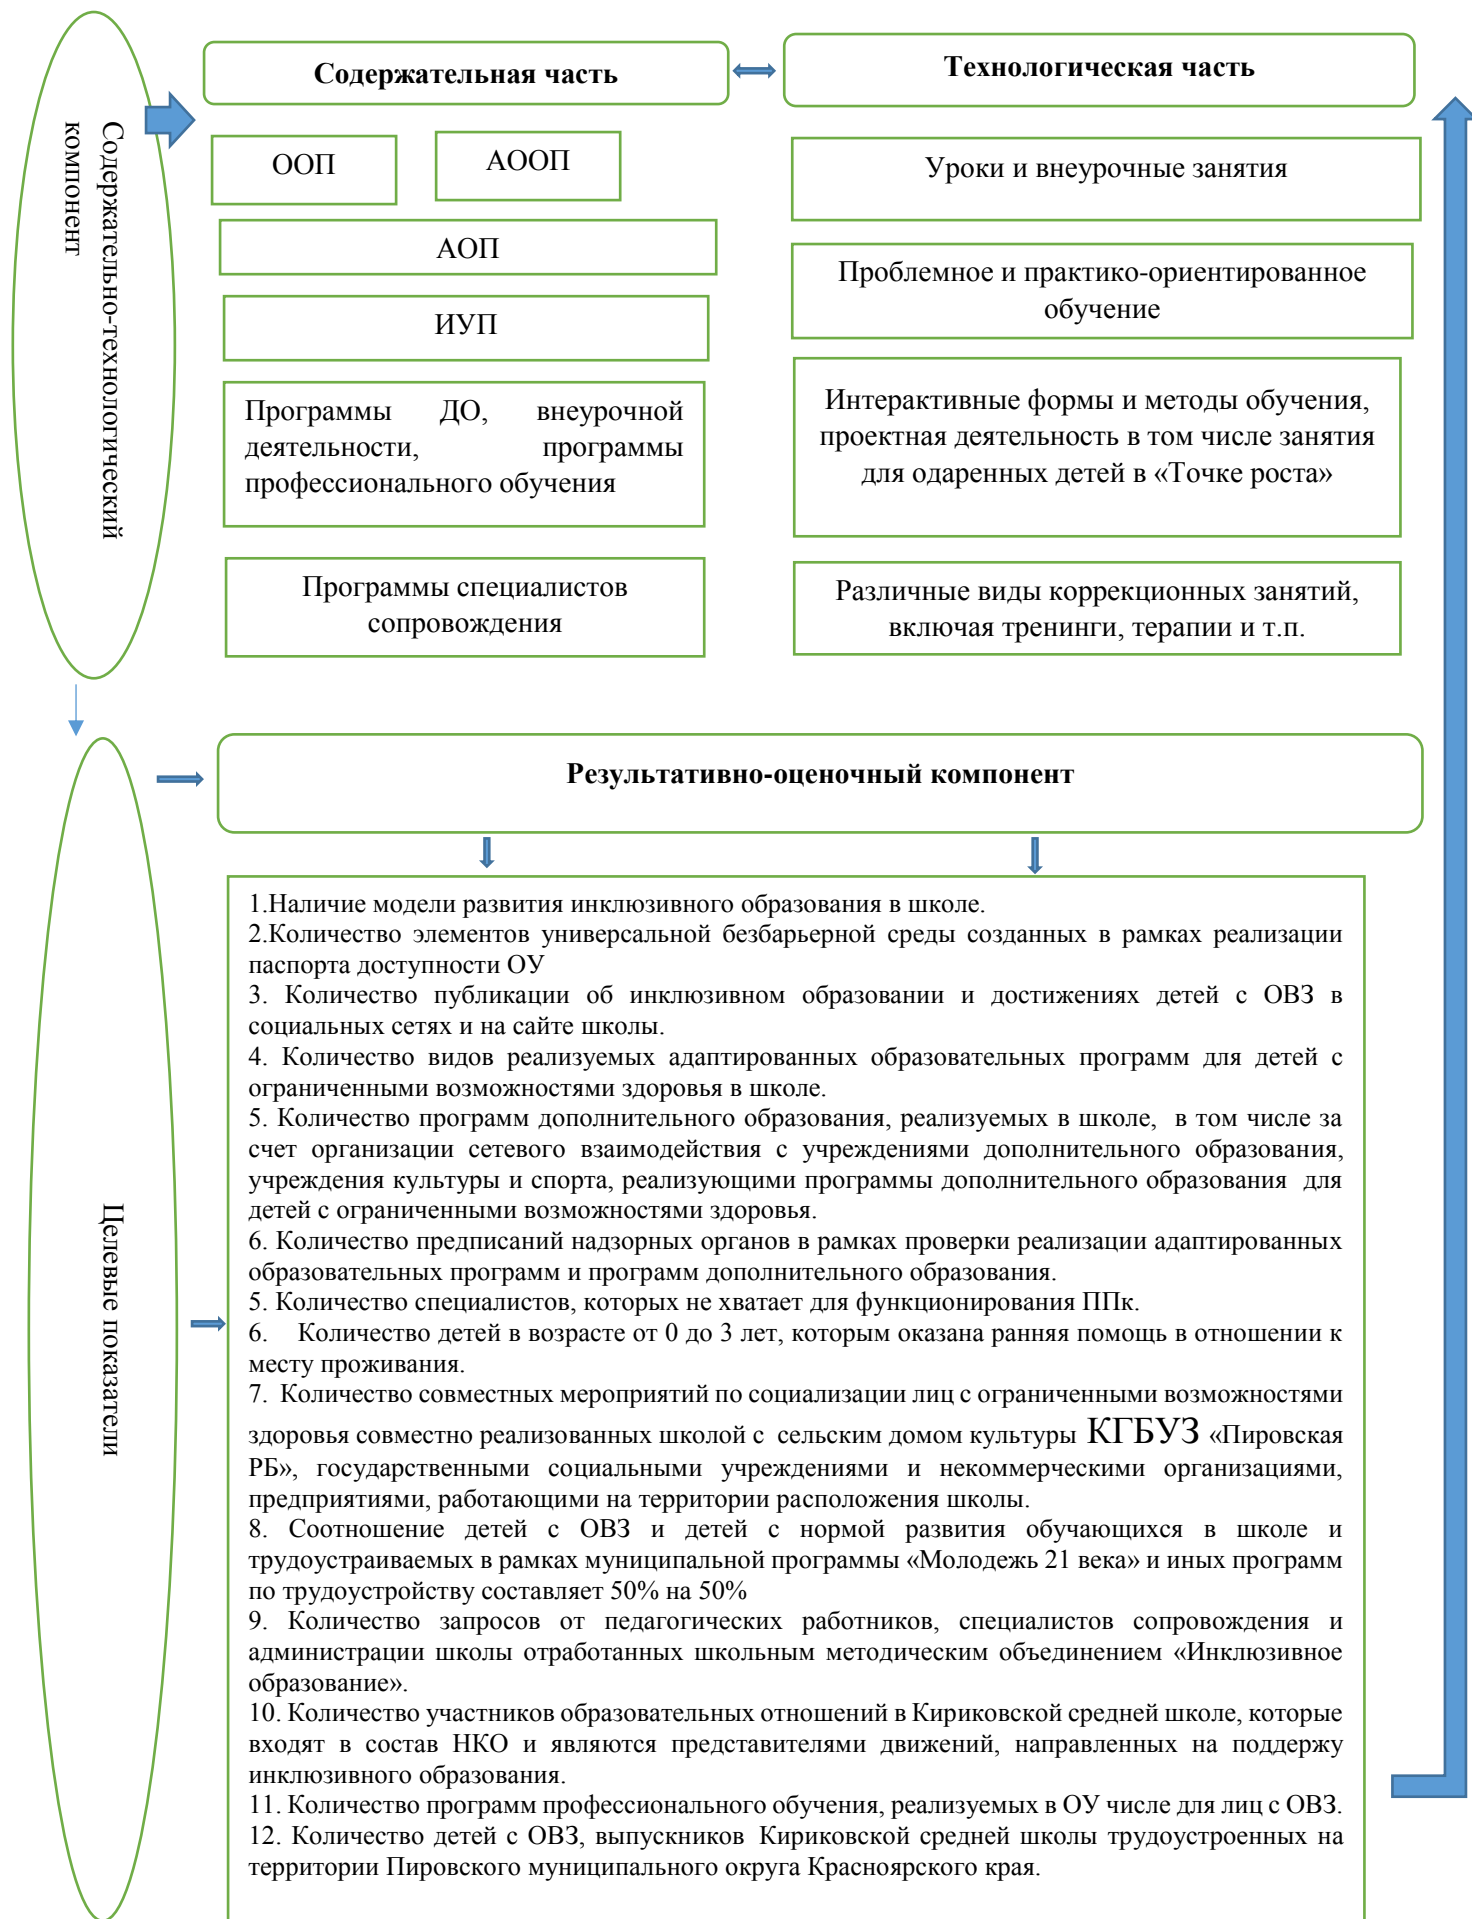 Содержательно-технологический
компонент
Содержательная часть
Технологическая часть
ООП
АООП
АОП
ИУП
Программы ДО, внеурочной
деятельности, программы
профессионального обучения
Программы специалистов
сопровождения
Уроки и внеурочные занятия
Проблемное и практико-ориентированное
обучение
Интерактивные формы и методы обучения,
проектная деятельность в том числе занятия
для одаренных детей в «Точке роста»
Различные виды коррекционных занятий,
включая тренинги, терапии и т.п.
Целевые показатели
Результативно-оценочный компонент
1.Наличие модели развития инклюзивного образования в школе.
2.Количество элементов универсальной безбарьерной среды созданных в рамках реализации
паспорта доступности ОУ
3. Количество публикации об инклюзивном образовании и достижениях детей с ОВЗ в
социальных сетях и на сайте школы.
4. Количество видов реализуемых адаптированных образовательных программ для детей с
ограниченными возможностями здоровья в школе.
5. Количество программ дополнительного образования, реализуемых в школе, в том числе за
счет организации сетевого взаимодействия с учреждениями дополнительного образования,
учреждения культуры и спорта, реализующими программы дополнительного образования для
детей с ограниченными возможностями здоровья.
6. Количество предписаний надзорных органов в рамках проверки реализации адаптированных
образовательных программ и программ дополнительного образования.
5. Количество специалистов, которых не хватает для функционирования ППк.
6. Количество детей в возрасте от 0 до 3 лет, которым оказана ранняя помощь в отношении к
месту проживания.
7. Количество совместных мероприятий по социализации лиц с ограниченными возможностями
здоровья совместно реализованных школой с сельским домом культуры КГБУЗ «Пировская
РБ», государственными социальными учреждениями и некоммерческими организациями,
предприятиями, работающими на территории расположения школы.
8. Соотношение детей с ОВЗ и детей с нормой развития обучающихся в школе и
трудоустраиваемых в рамках муниципальной программы «Молодежь 21 века» и иных программ
по трудоустройству составляет 50% на 50%
9. Количество запросов от педагогических работников, специалистов сопровождения и
администрации школы отработанных школьным методическим объединением «Инклюзивное
образование».
10. Количество участников образовательных отношений в Кириковской средней школе, которые
входят в состав НКО и являются представителями движений, направленных на поддержу
инклюзивного образования.
11. Количество программ профессионального обучения, реализуемых в ОУ числе для лиц с ОВЗ.
12. Количество детей с ОВЗ, выпускников Кириковской средней школы трудоустроенных на
территории Пировского муниципального округа Красноярского края.